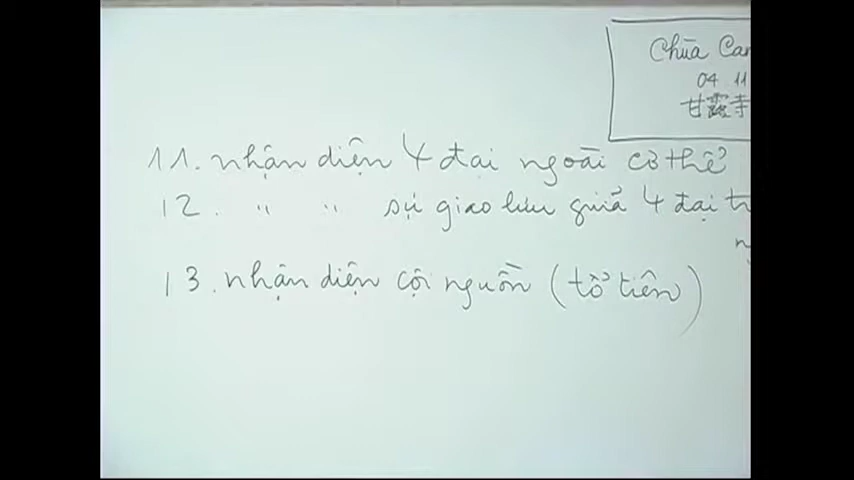 Chùa Cam
04 11
甘露寺
11. nhận diện 4 đại ngoài cơ thể
12. " " sự giao lưu giữa 4 đại tr
13. nhận diện cội nguồn (tổ tiên)